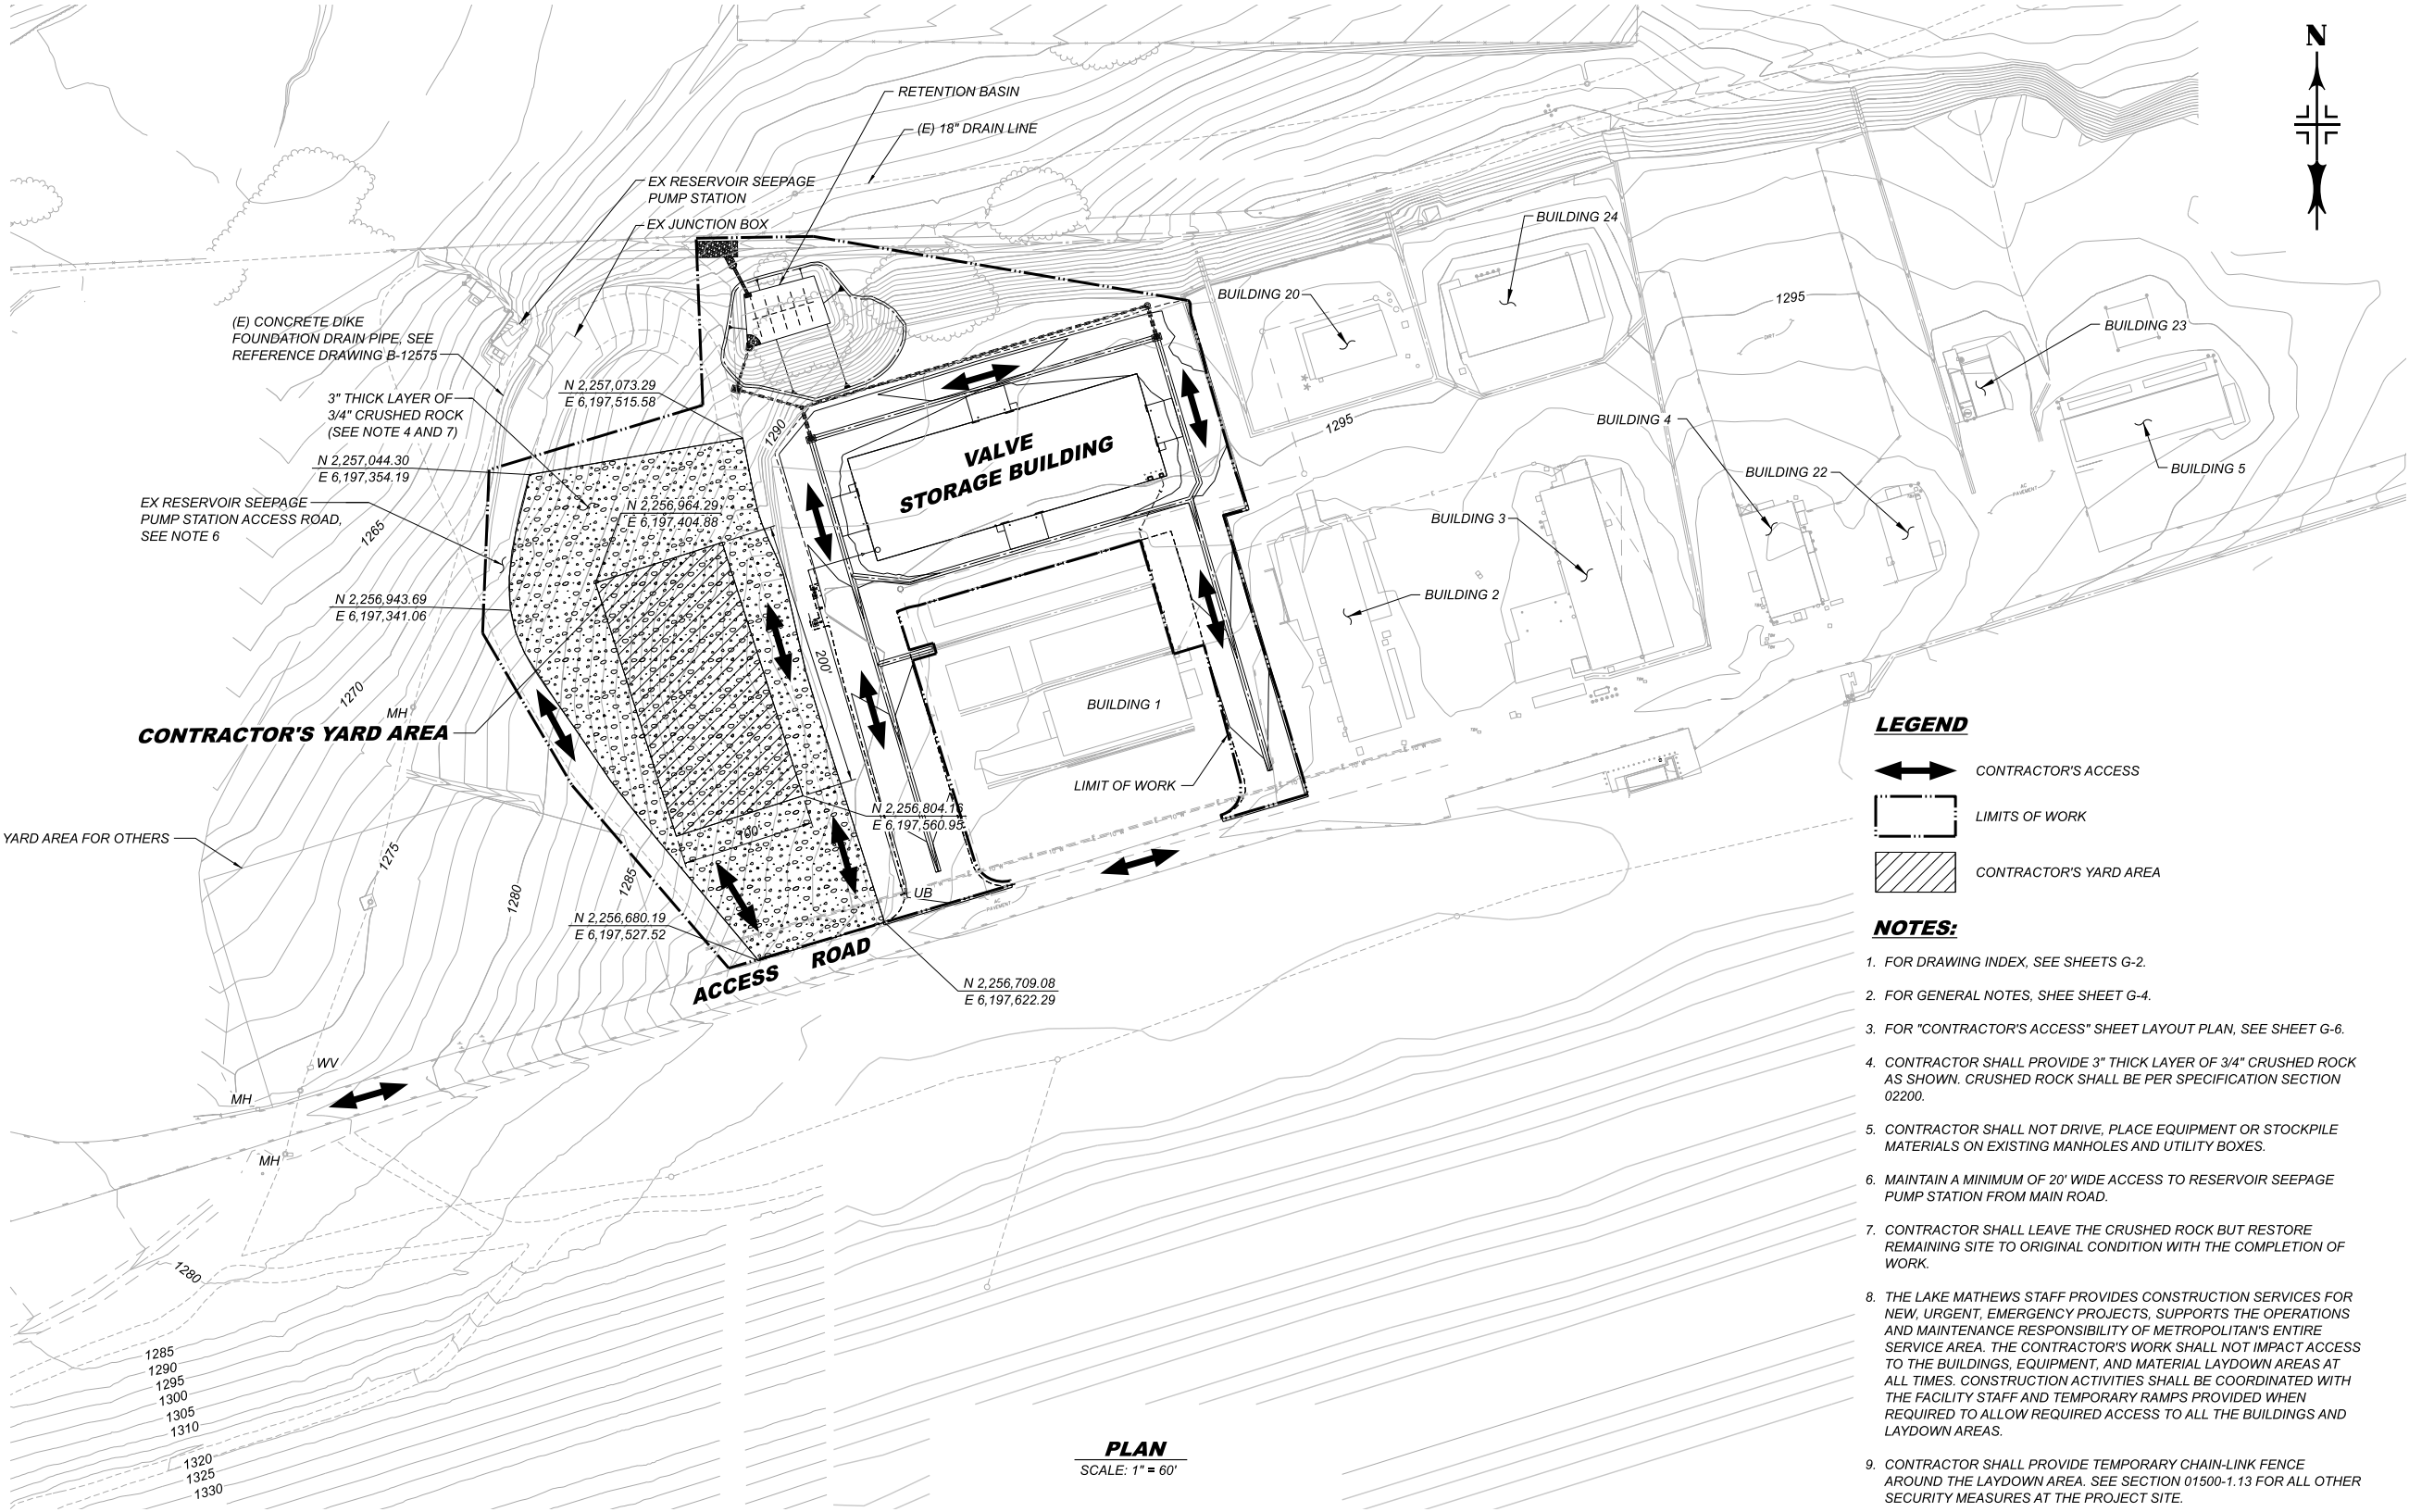 N
RETENTION BASIN
(E) 18" DRAIN LINE
EX RESERVOIR SEEPAGE
PUMP STATION
EX JUNCTION BOX
BUILDING 24
BUILDING 20
1295
BUILDING 23
(E) CONCRETE DIKE
FOUNDATION DRAIN PIPE, SEE
REFERENCE DRAWING B-12575
N 2,257,073.29
E 6,197,515.58
3" THICK LAYER OF
3/4" CRUSHED ROCK
(SEE NOTE 4 AND 7)
1290
1295
BUILDING 4
VALVE
STORAGE BUILDING
N 2,257,044.30
E 6,197,354.19
BUILDING 22
BUILDING 5
EX RESERVOIR SEEPAGE
PUMP STATION ACCESS ROAD,
SEE NOTE 6
N 2,256,964.29
E 6,197,404.88
AC
PAVEMENT
BUILDING 3
1265
N 2,256,943.69
E 6,197,341.06
BUILDING 2
200'
1270
MH
BUILDING 1
CONTRACTOR'S YARD AREA
LIMIT OF WORK
N 2,256,804.16
E 6,197,560.95
100'
YARD AREA FOR OTHERS
1275
1280
1285
UB
AC
PAVEMENT
N 2,256,680.19
E 6,197,527.52
ACCESS ROAD
N 2,256,709.08
E 6,197,622.29
WV
MH
MH
1280
1285
1290
1295
1300
1305
1310
1320
1325
1330
PLAN
SCALE: 1" = 60'
LEGEND
CONTRACTOR'S ACCESS
LIMITS OF WORK
CONTRACTOR'S YARD AREA
NOTES:
1. FOR DRAWING INDEX, SEE SHEETS G-2.
2. FOR GENERAL NOTES, SHEE SHEET G-4.
3. FOR "CONTRACTOR'S ACCESS" SHEET LAYOUT PLAN, SEE SHEET G-6.
4. CONTRACTOR SHALL PROVIDE 3" THICK LAYER OF 3/4" CRUSHED ROCK
AS SHOWN. CRUSHED ROCK SHALL BE PER SPECIFICATION SECTION
02200.
5. CONTRACTOR SHALL NOT DRIVE, PLACE EQUIPMENT OR STOCKPILE
MATERIALS ON EXISTING MANHOLES AND UTILITY BOXES.
6. MAINTAIN A MINIMUM OF 20' WIDE ACCESS TO RESERVOIR SEEPAGE
PUMP STATION FROM MAIN ROAD.
7. CONTRACTOR SHALL LEAVE THE CRUSHED ROCK BUT RESTORE
REMAINING SITE TO ORIGINAL CONDITION WITH THE COMPLETION OF
WORK.
8. THE LAKE MATHEWS STAFF PROVIDES CONSTRUCTION SERVICES FOR
NEW, URGENT, EMERGENCY PROJECTS, SUPPORTS THE OPERATIONS
AND MAINTENANCE RESPONSIBILITY OF METROPOLITAN'S ENTIRE
SERVICE AREA. THE CONTRACTOR'S WORK SHALL NOT IMPACT ACCESS
TO THE BUILDINGS, EQUIPMENT, AND MATERIAL LAYDOWN AREAS AT
ALL TIMES. CONSTRUCTION ACTIVITIES SHALL BE COORDINATED WITH
THE FACILITY STAFF AND TEMPORARY RAMPS PROVIDED WHEN
REQUIRED TO ALLOW REQUIRED ACCESS TO ALL THE BUILDINGS AND
LAYDOWN AREAS.
9. CONTRACTOR SHALL PROVIDE TEMPORARY CHAIN-LINK FENCE
AROUND THE LAYDOWN AREA. SEE SECTION 01500-1.13 FOR ALL OTHER
SECURITY MEASURES AT THE PROJECT SITE.